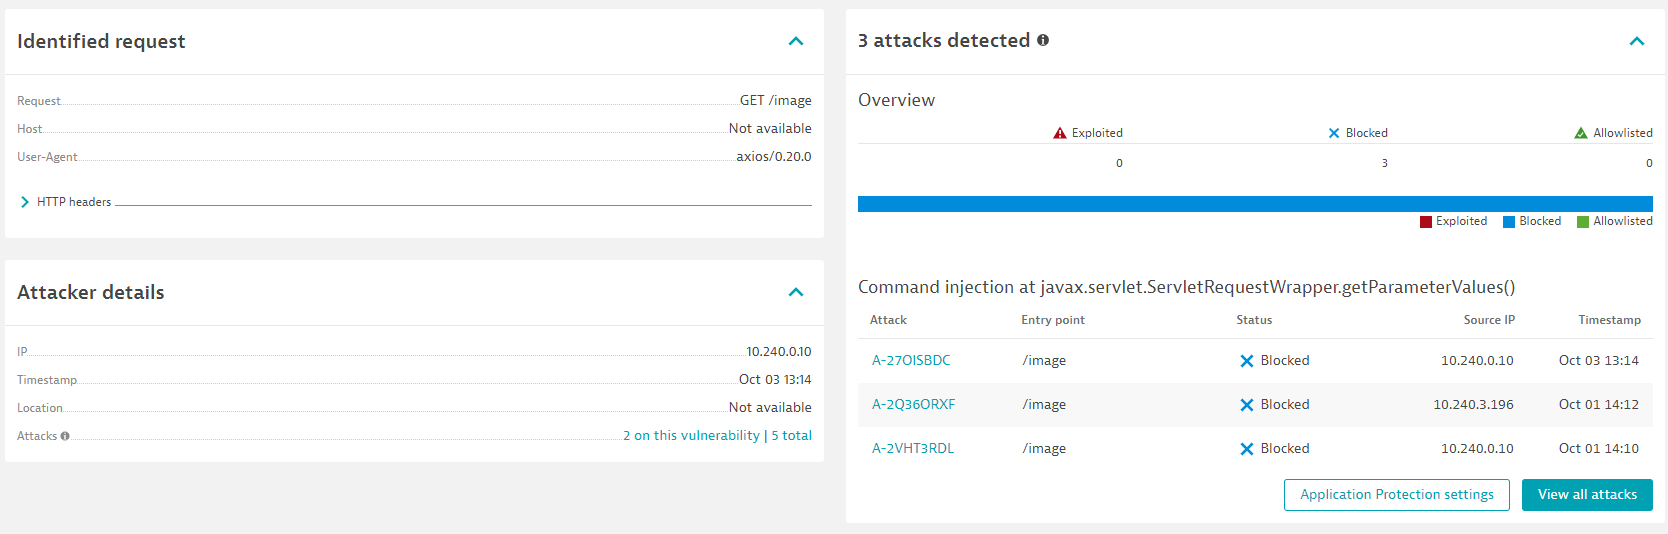 Identified request
Request GET /image
Host Not available
User-Agent axios/0.20.0
HTTP headers
Attacker details
IP 10.240.0.10
Timestamp Oct 03 13:14
Location Not available
Attacks 2 on this vulnerability | 5 total
3 attacks detected
Overview
Exploited Blocked Allowlisted
0 3 0
Exploited Blocked Allowlisted
Command injection at javax.servlet.ServletRequestWrapper.getParameterValues()
Attack Entry point Status Source IP Timestamp
A-27OISBDC /image Blocked 10.240.0.10 Oct 03 13:14
A-2Q36ORXF /image Blocked 10.240.3.196 Oct 01 14:12
A-2VHT3RDL /image Blocked 10.240.0.10 Oct 01 14:10
Application Protection settings View all attacks